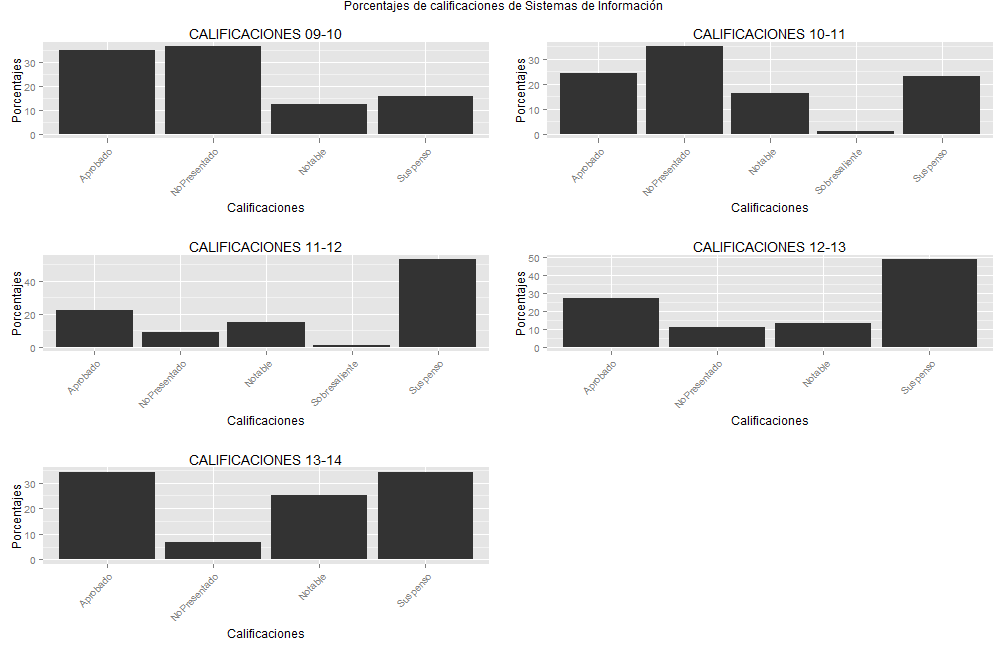 Porcentajes de calificaciones de Sistemas de Información
CALIFICACIONES 09-10
Porcentajes
30
20
10
0
Aprobado
NoPresentado
Notable
Suspenso
Calificaciones
CALIFICACIONES 10-11
Porcentajes
30
20
10
0
Aprobado
NoPresentado
Notable
Sobresaliente
Suspenso
Calificaciones
CALIFICACIONES 11-12
Porcentajes
40
20
0
Aprobado
NoPresentado
Notable
Sobresaliente
Suspenso
Calificaciones
CALIFICACIONES 12-13
Porcentajes
50
40
30
20
10
0
Aprobado
NoPresentado
Notable
Suspenso
Calificaciones
CALIFICACIONES 13-14
Porcentajes
30
20
10
0
Aprobado
NoPresentado
Notable
Suspenso
Calificaciones